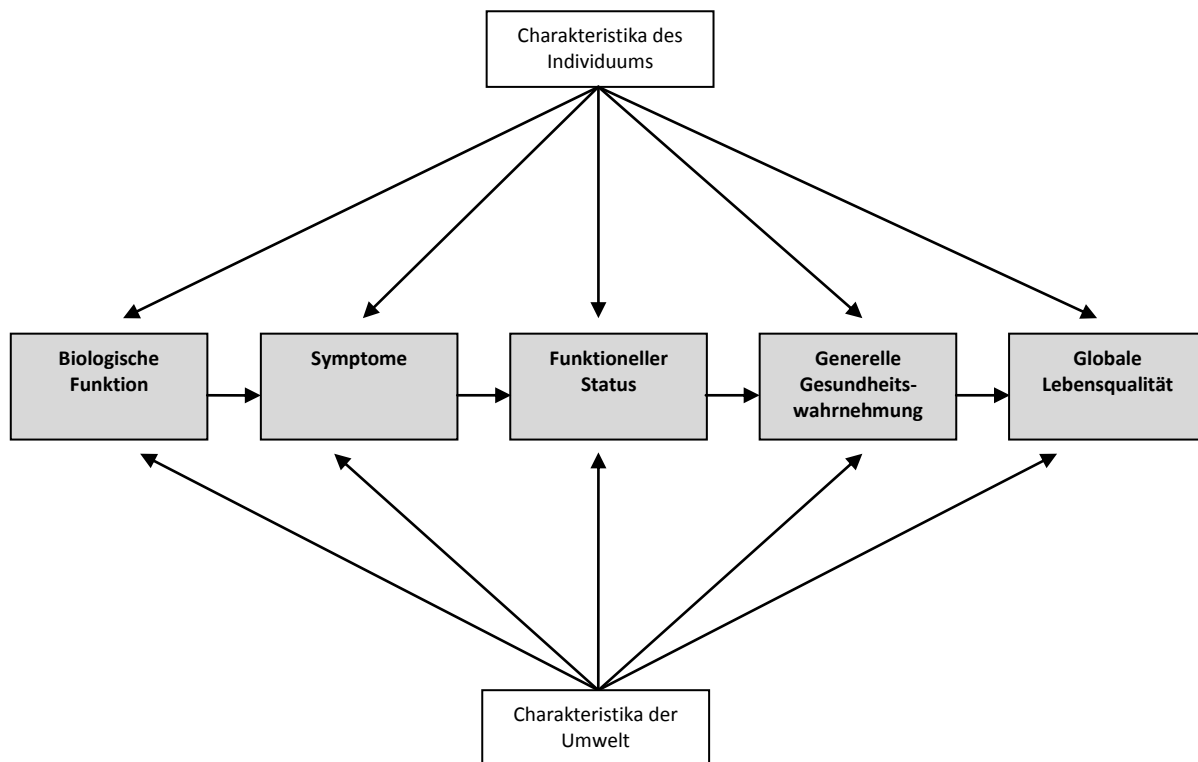 Charakteristika des
Individuums
Biologische
Funktion
Symptome
Funktioneller
Status
Generelle
Gesundheits-
wahrnehmung
Globale
Lebensqualität
Charakteristika der
Umwelt